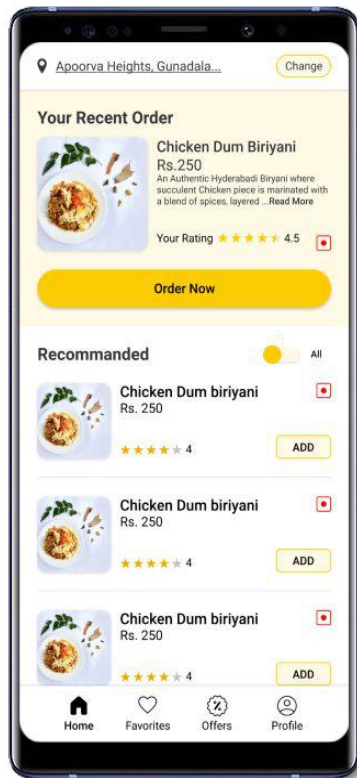 Apoorva Heights, Gunadala...
Change
Your Recent Order
Chicken Dum Biriyani
Rs.250
An Authentic Hyderabadi Biryani where
succulent Chicken piece is marinated with
a blend of spices, layered ...Read More
Your Rating 4.5
Order Now
Recommanded
All
Chicken Dum biriyani
Rs. 250
4
ADD
Chicken Dum biriyani
Rs. 250
4
ADD
Chicken Dum biriyani
Rs. 250
4
ADD
Home Favorites Offers Profile